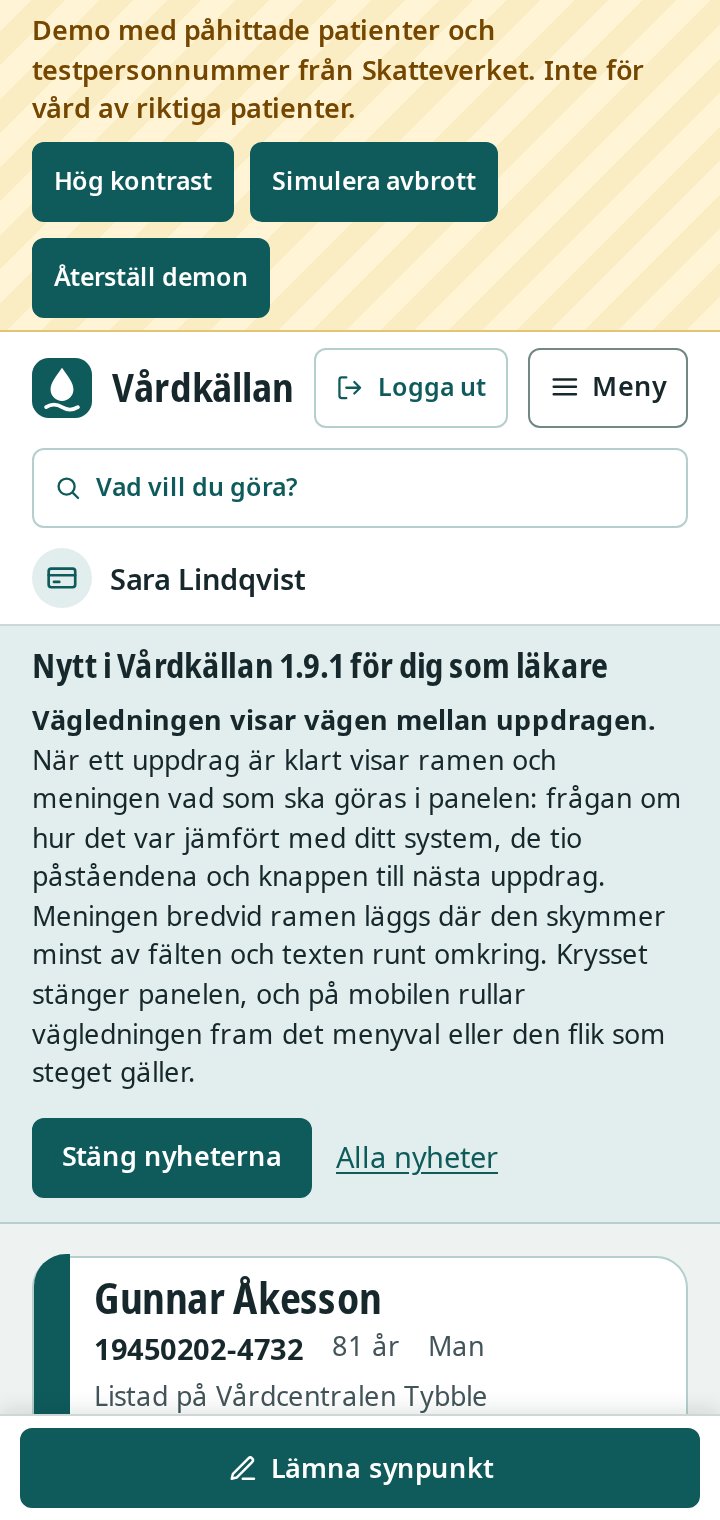 Demo med påhittade patienter och
testpersonnummer från Skatteverket. Inte för
vård av riktiga patienter.
Hög kontrast
Simulera avbrott
Återställ demon
Vårdkällan
Logga ut
Meny
Vad vill du göra?
Sara Lindqvist
Nytt i Vårdkällan 1.9.1 för dig som läkare
Vägledningen visar vägen mellan uppdragen.
När ett uppdrag är klart visar ramen och
meningen vad som ska göras i panelen: frågan om
hur det var jämfört med ditt system, de tio
påståendena och knappen till nästa uppdrag.
Meningen bredvid ramen läggs där den skymmer
minst av fälten och texten runt omkring. Krysset
stänger panelen, och på mobilen rullar
vägledningen fram det menyval eller den flik som
steget gäller.
Stäng nyheterna
Alla nyheter
Gunnar Åkesson
19450202-4732 81 år Man
Listad på Vårdcentralen Tybble
Lämna synpunkt